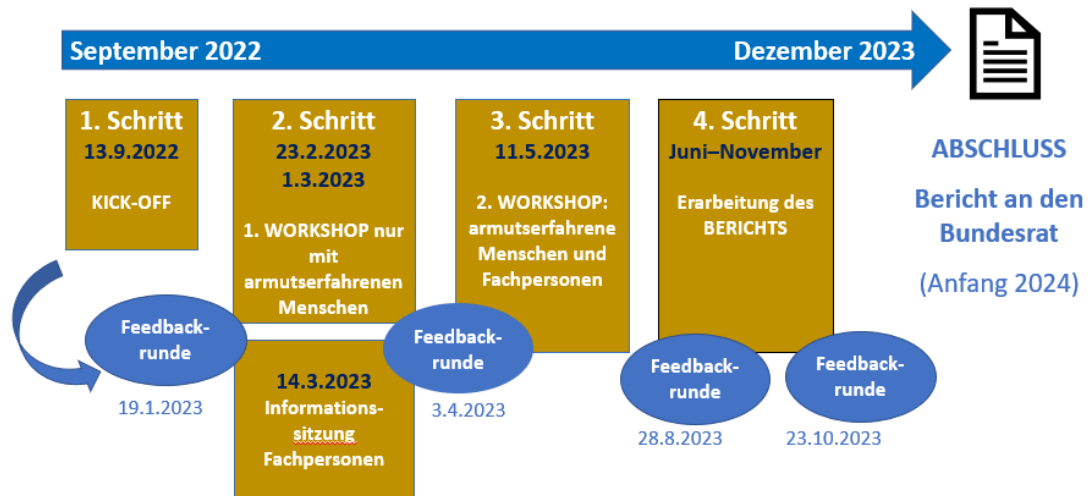 September 2022
Dezember 2023
1. Schritt
13.9.2022
KICK-OFF
2. Schritt
23.2.2023
1.3.2023
1. WORKSHOP nur
mit
armutserfahrenen
Menschen
3. Schritt
11.5.2023
2. WORKSHOP:
armutserfahrene
Menschen und
Fachpersonen
4. Schritt
Juni–November
Erarbeitung des
BERICHTS
ABSCHLUSS
Bericht an den
Bundesrat
(Anfang 2024)
Feedback-
runde
19.1.2023
14.3.2023
Informations-
sitzung
Fachpersonen
Feedback-
runde
3.4.2023
Feedback-
runde
28.8.2023
Feedback-
runde
23.10.2023